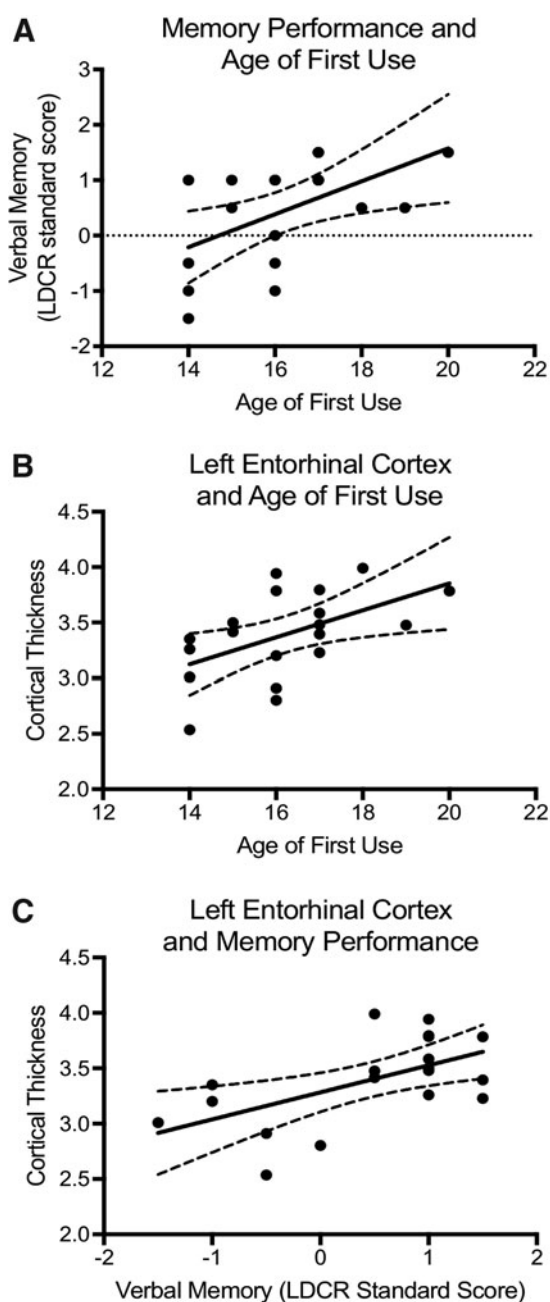 A
Memory Performance and
Age of First Use
Verbal Memory
(LDCR standard score)
3
2
1
0
-1
-2
12 14 16 18 20 22
Age of First Use
B
Left Entorhinal Cortex
and Age of First Use
Cortical Thickness
4.5
4.0
3.5
3.0
2.5
2.0
12 14 16 18 20 22
Age of First Use
C
Left Entorhinal Cortex
and Memory Performance
Cortical Thickness
4.5
4.0
3.5
3.0
2.5
2.0
-2 -1 0 1 2
Verbal Memory (LDCR Standard Score)